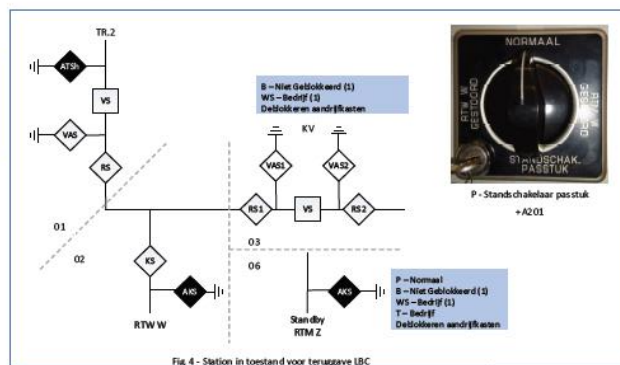 TR.2
ATSh
VS
VAS
RS
01
02
B – Niet Geblokkeerd (1)
WS – Bedrijf (1)
Deblokkeren aandrijfkasten
KV
VAS1
VAS2
RS1
VS
RS2
03
06
KS
AKS
RTW W
AKS
Standby
RTM Z
P – Normaal
B – Niet Geblokkeerd (1)
WS – Bedrijf (1)
T – Bedrijf
Deblokkeren aandrijfkasten
NORMAAL
RTW W
GESTOORD
RTM W
GESTOORD
STANDSCHAK.
PASSTUK
P - Standschakelaar passtuk
+A201
Fig. 4 - Station in toestand voor teruggave LBC